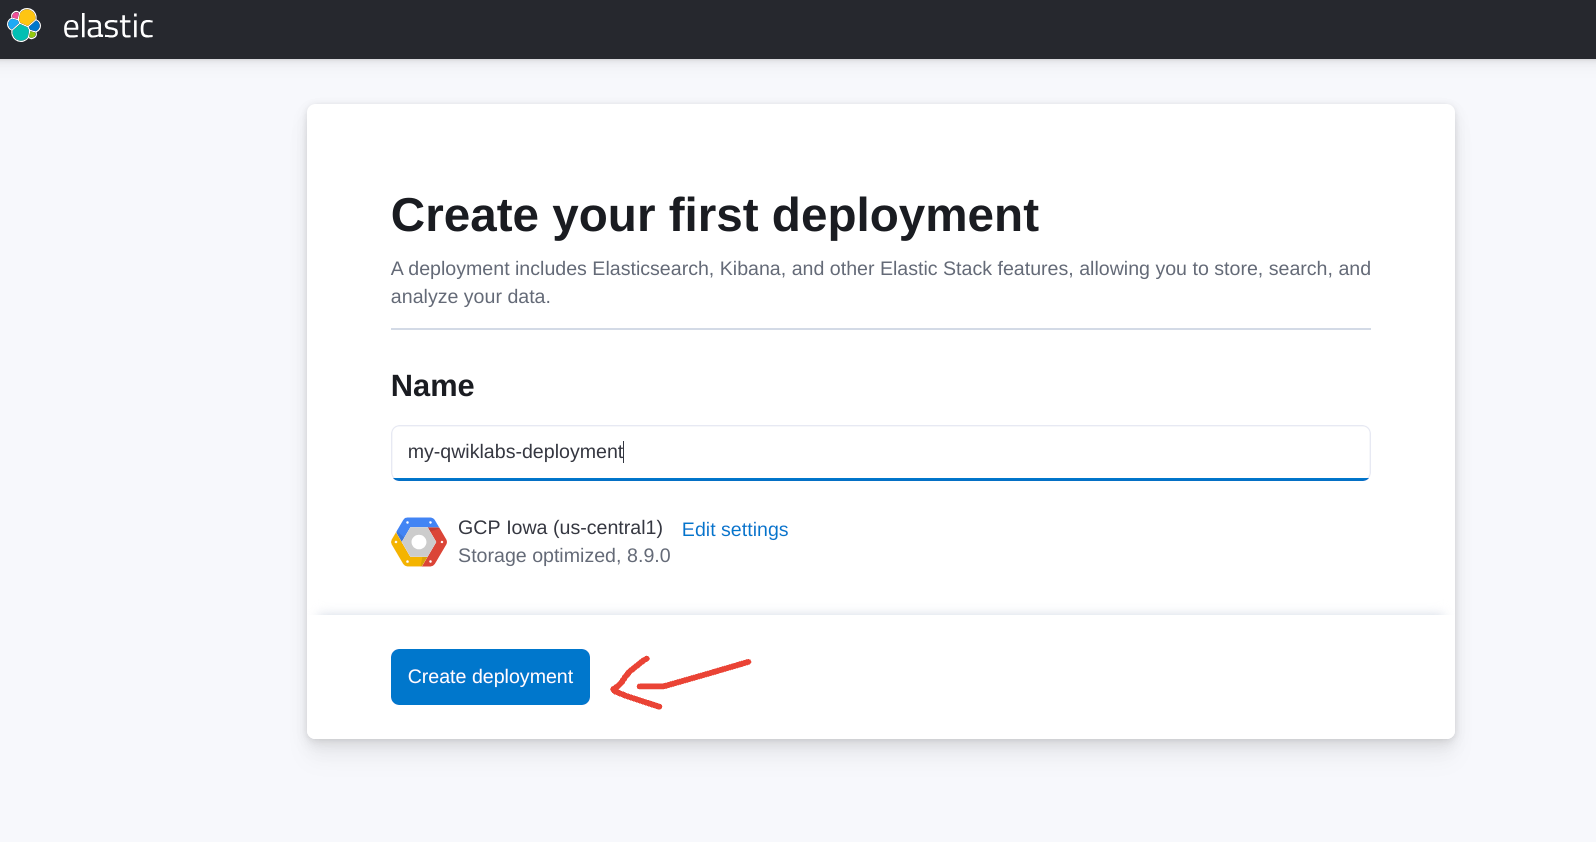 elastic
Create your first deployment
A deployment includes Elasticsearch, Kibana, and other Elastic Stack features, allowing you to store, search, and
analyze your data.
Name
my-qwiklabs-deployment
GCP Iowa (us-central1) Edit settings
Storage optimized, 8.9.0
Create deployment